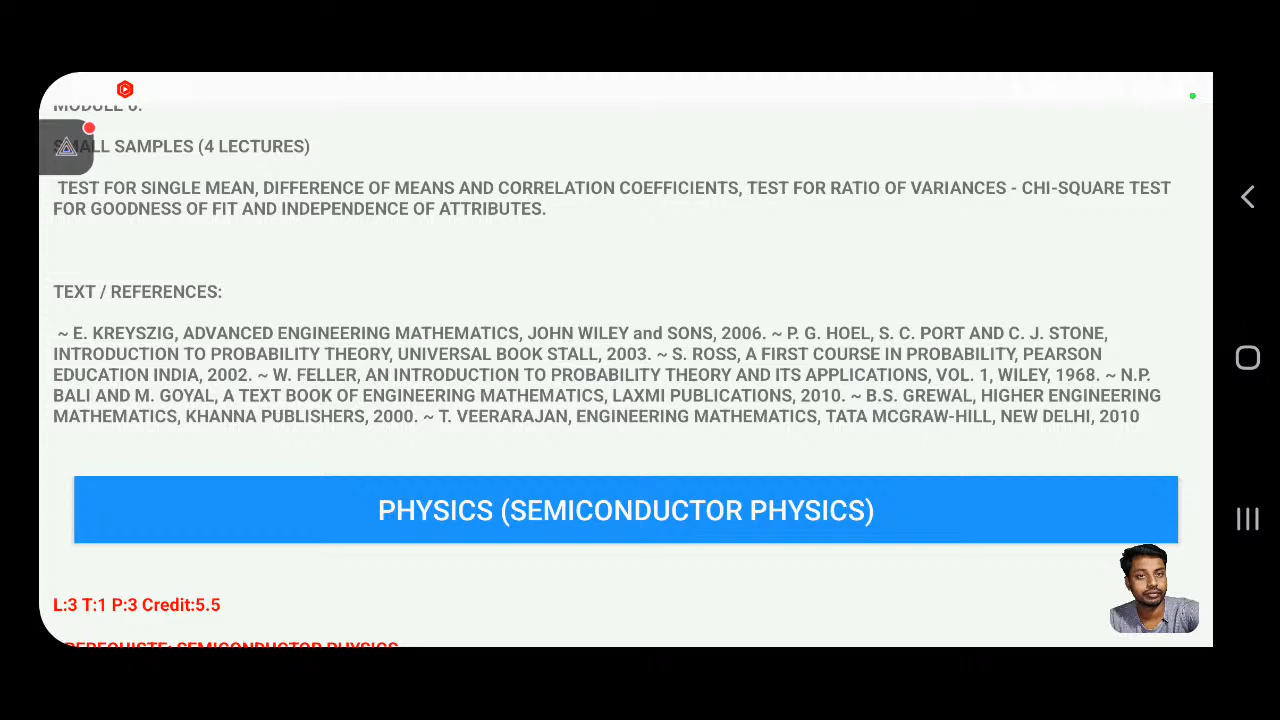 MODULE 6:
SMALL SAMPLES (4 LECTURES)
TEST FOR SINGLE MEAN, DIFFERENCE OF MEANS AND CORRELATION COEFFICIENTS, TEST FOR RATIO OF VARIANCES - CHI-SQUARE TEST
FOR GOODNESS OF FIT AND INDEPENDENCE OF ATTRIBUTES.
TEXT / REFERENCES:
~ E. KREYSZIG, ADVANCED ENGINEERING MATHEMATICS, JOHN WILEY and SONS, 2006. ~ P. G. HOEL, S. C. PORT AND C. J. STONE,
INTRODUCTION TO PROBABILITY THEORY, UNIVERSAL BOOK STALL, 2003. ~ S. ROSS, A FIRST COURSE IN PROBABILITY, PEARSON
EDUCATION INDIA, 2002. ~ W. FELLER, AN INTRODUCTION TO PROBABILITY THEORY AND ITS APPLICATIONS, VOL. 1, WILEY, 1968. ~ N.P.
BALI AND M. GOYAL, A TEXT BOOK OF ENGINEERING MATHEMATICS, LAXMI PUBLICATIONS, 2010. ~ B.S. GREWAL, HIGHER ENGINEERING
MATHEMATICS, KHANNA PUBLISHERS, 2000. ~ T. VEERARAJAN, ENGINEERING MATHEMATICS, TATA MCGRAW-HILL, NEW DELHI, 2010
PHYSICS (SEMICONDUCTOR PHYSICS)
L:3 T:1 P:3 Credit:5.5
PREREQUISTE: SEMICONDUCTOR PHYSICS